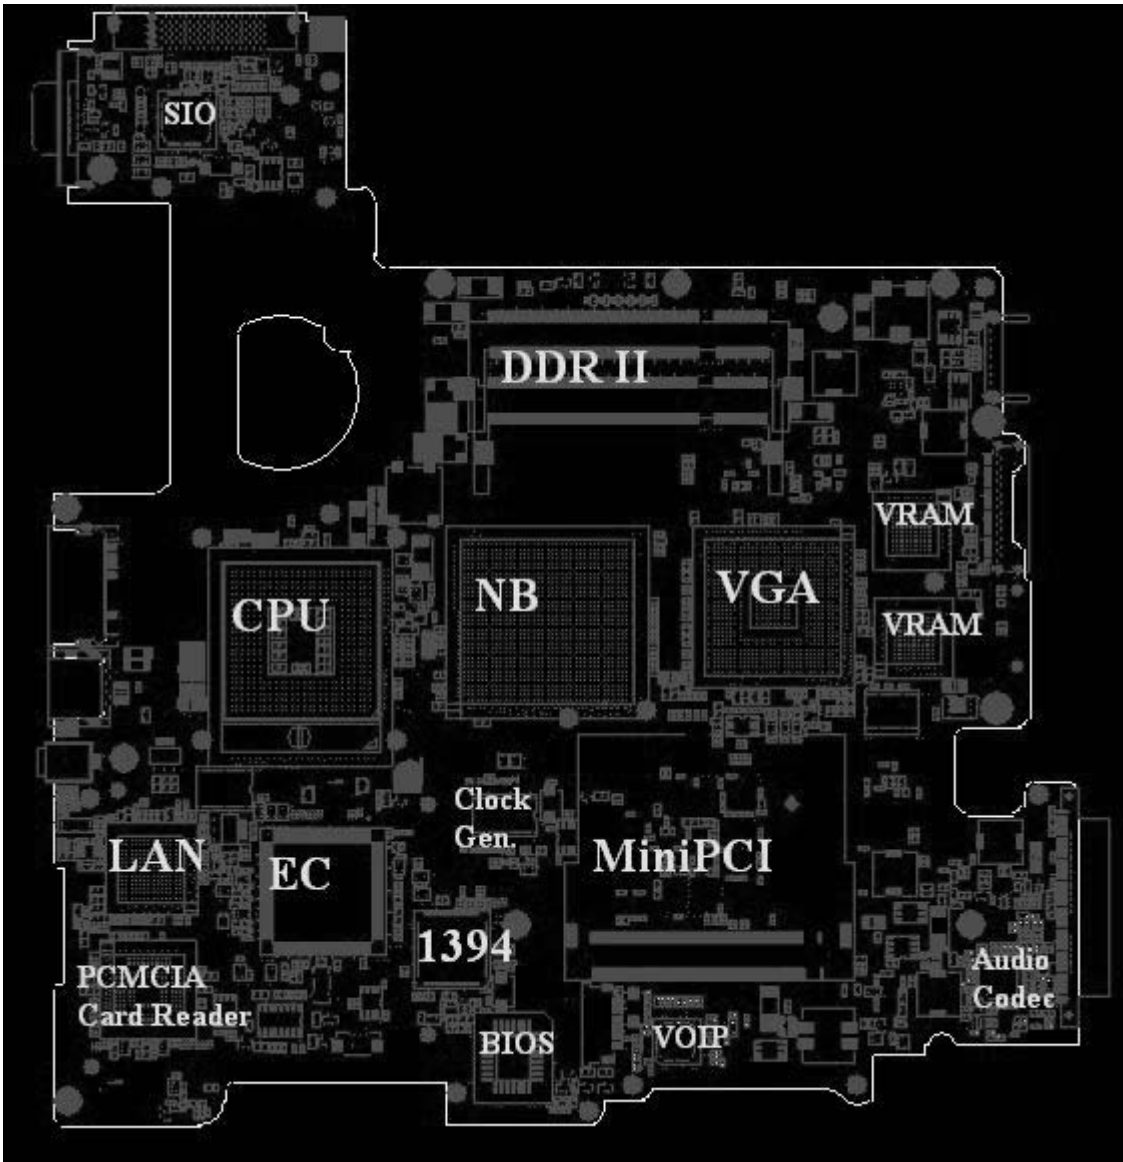 SIO
DDR II
VRAM
CPU
NB
VGA
VRAM
Clock
Gen.
LAN
EC
MiniPCI
1394
PCMCIA
Card Reader
Audio
Codec
BIOS
VOIP